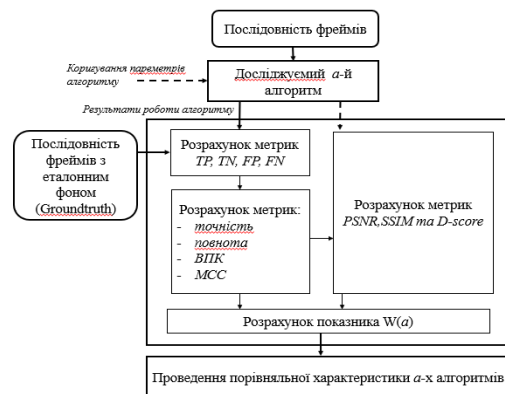 Послідовність фреймів
Коригування пареметрів
алгоритму
Досліджуємий a-й
алгоритм
Результати роботи алгоритму
Послідовність
фреймів з
еталонним
фоном
(Groundtruth)
Розрахунок метрик
TP, TN, FP, FN
Розрахунок метрик:
- точність
- повнота
- ВПК
- MCC
Розрахунок метрик
PSNR,SSIM та D-score
Розрахунок показника W(a)
Проведення порівняльної характеристики a-х алгоритмів